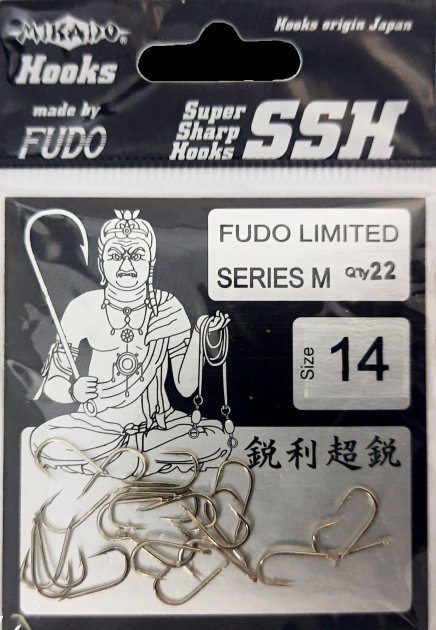 MIKADO®
Hooks
made by
FUDO
Hooks origin Japan
Super
Sharp
Hooks
SSH
FUDO LIMITED
SERIES M Qty22
Size
14
鋭利超鋭